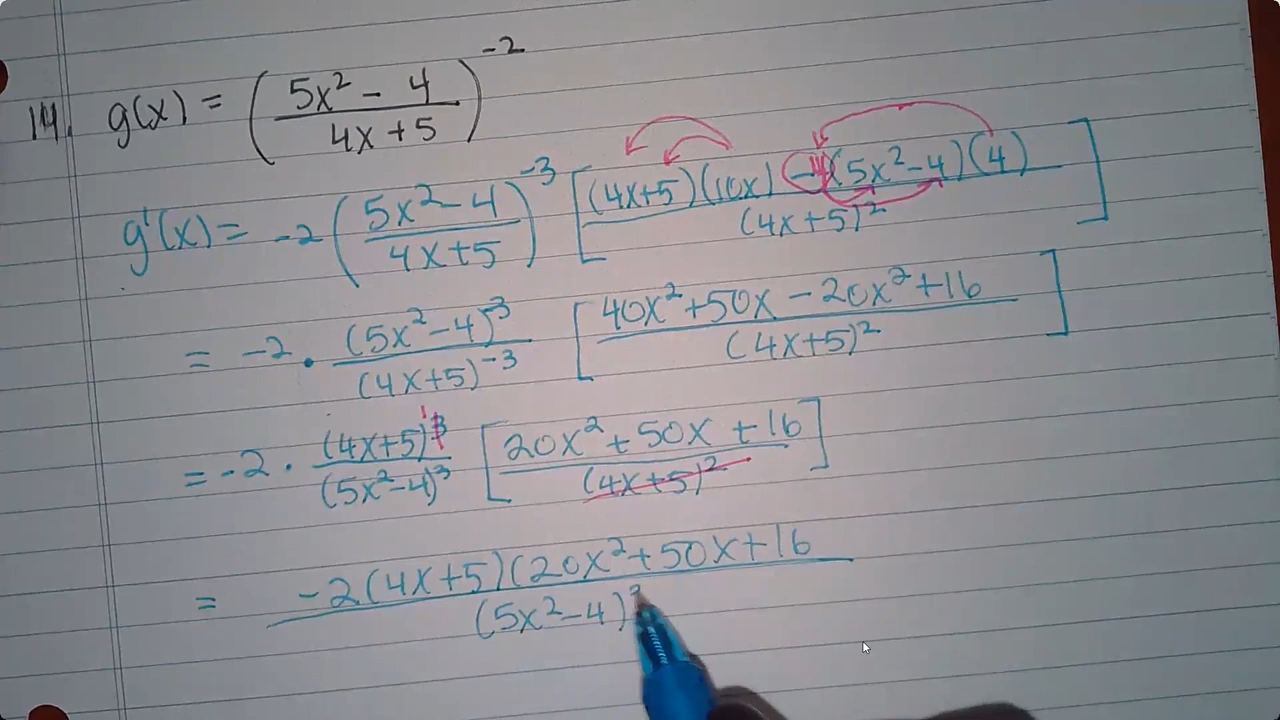 14. g(x) = ( (5x² - 4) / (4x + 5) )⁻²
g'(x) = -2 ( (5x² - 4) / (4x + 5) )⁻³ [ ((4x+5)(10x) -4(5x² - 4)(4)) / (4x+5)² ]
= -2 · (5x² - 4)⁻³ / (4x+5)⁻³ [ (40x² + 50x - 20x² + 16) / (4x+5)² ]
= -2 · (4x+5)³ ¹ / (5x² - 4)³ [ (20x² + 50x + 16) / (4x+5)² ]
= -2(4x+5)(20x² + 50x + 16 / (5x² - 4)